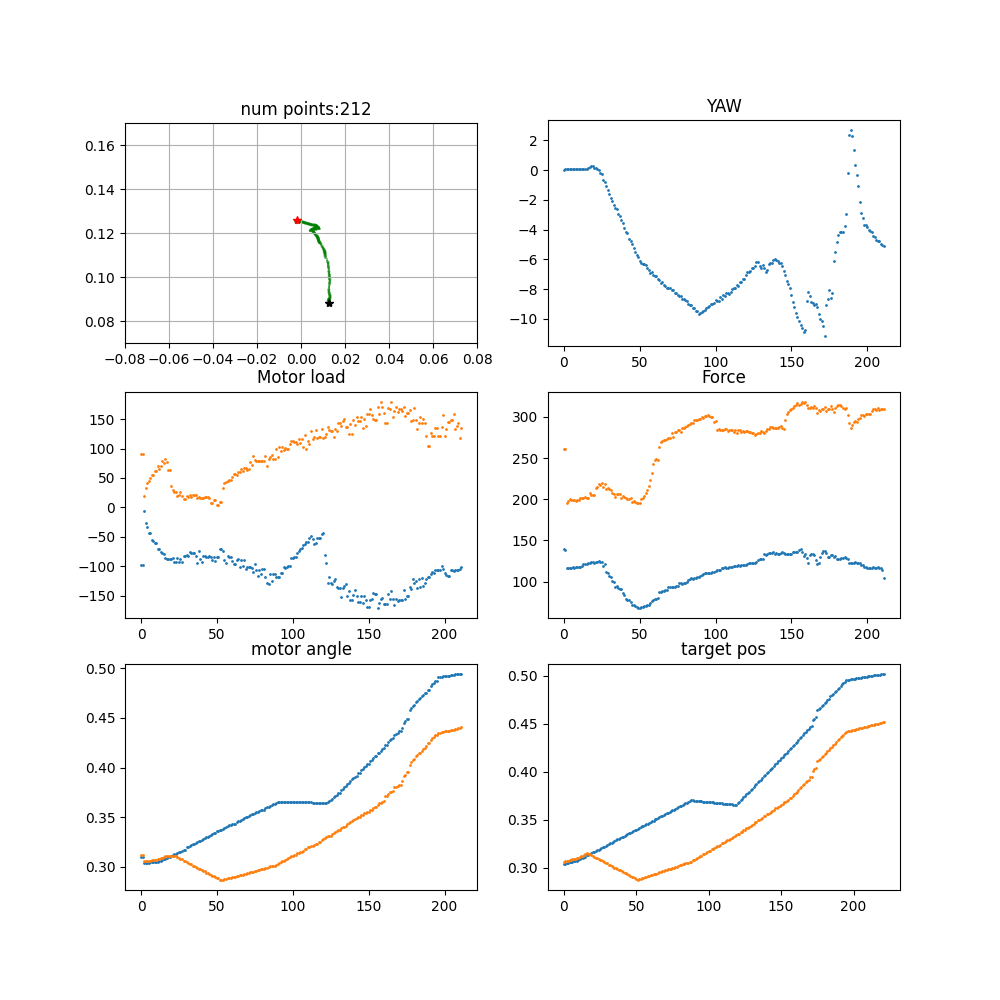 num points:212
0.16
0.14
0.12
0.10
0.08
−0.08 −0.06 −0.04 −0.02 0.00 0.02 0.04 0.06 0.08
YAW
2
0
−2
−4
−6
−8
−10
0 50 100 150 200
Motor load
150
100
50
0
−50
−100
−150
0 50 100 150 200
Force
300
250
200
150
100
0 50 100 150 200
motor angle
0.50
0.45
0.40
0.35
0.30
0 50 100 150 200
target pos
0.50
0.45
0.40
0.35
0.30
0 50 100 150 200